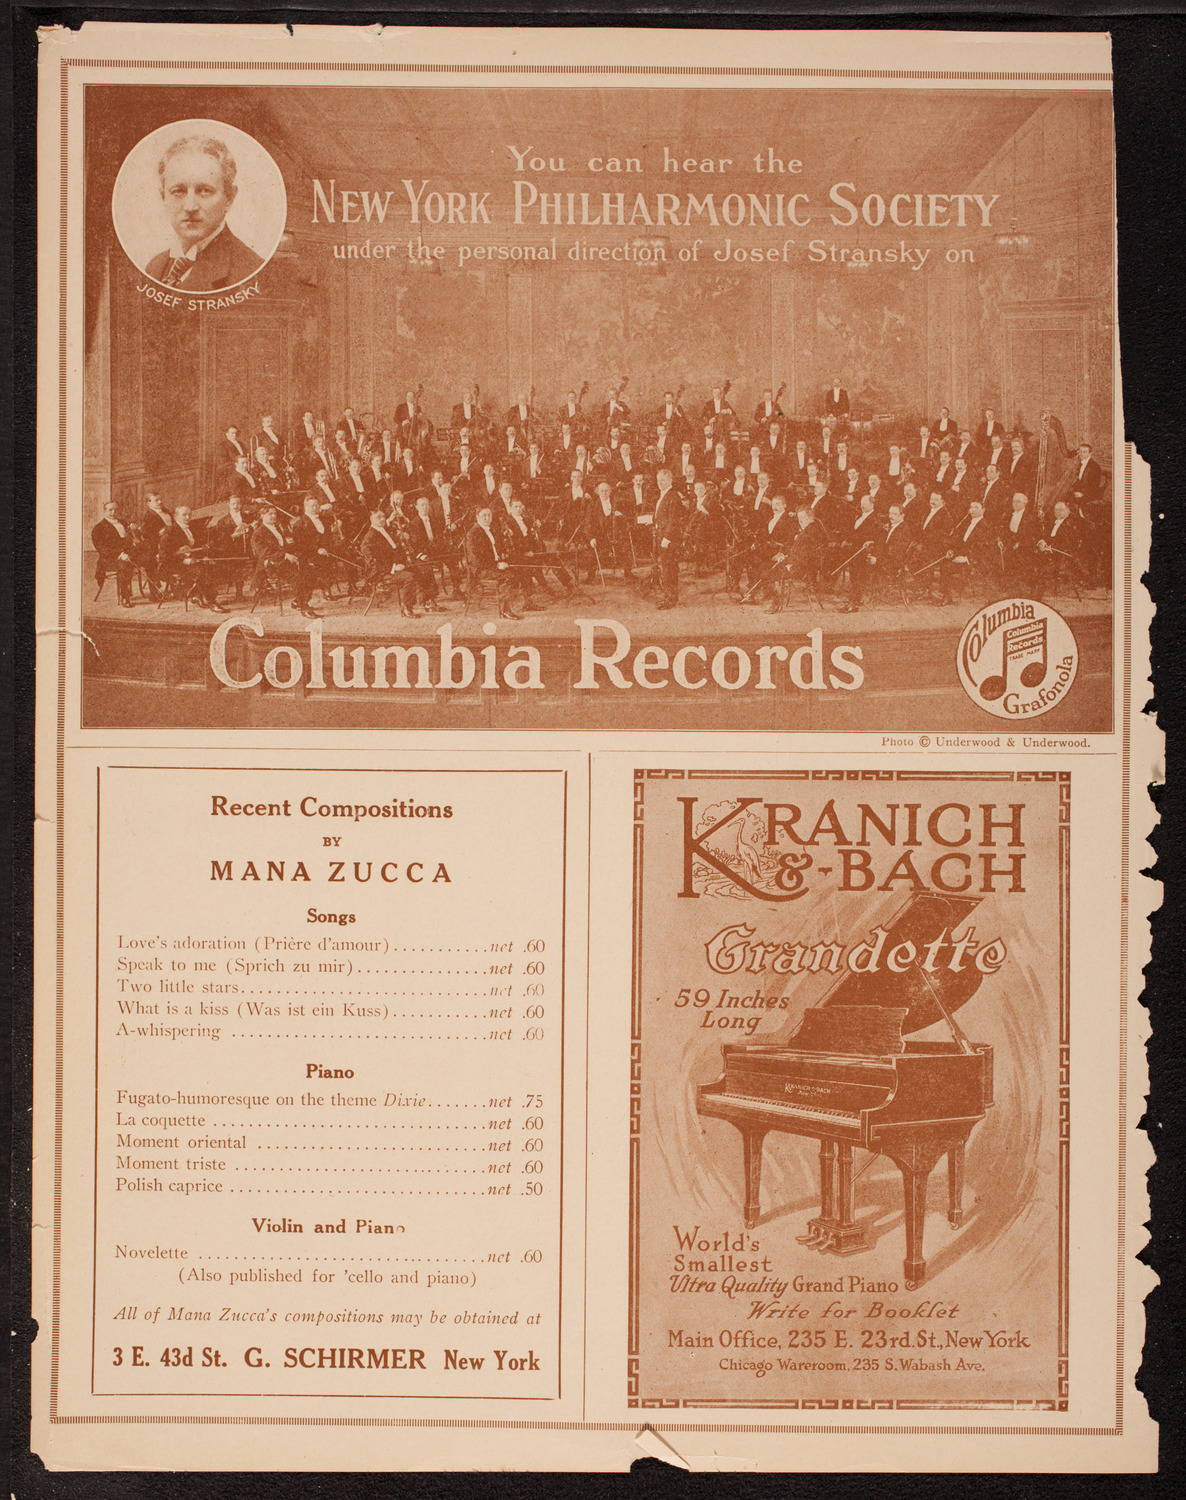 You can hear the
NEW YORK PHILHARMONIC SOCIETY
under the personal direction of Josef Stransky on
JOSEF STRANSKY
Columbia Records
Columbia
Columbia
Records
TRADE MARK
Grafonola
Photo © Underwood & Underwood.
Recent Compositions
BY
MANA ZUCCA
Songs
Love's adoration (Prière d'amour)...........net .60
Speak to me (Sprich zu mir)...............net .60
Two little stars............................net .60
What is a kiss (Was ist ein Kuss)...........net .60
A-whispering .............................net .60
Piano
Fugato-humoresque on the theme Dixie.......net .75
La coquette ...............................net .60
Moment oriental ..........................net .60
Moment triste ............................net .60
Polish caprice .............................net .50
Violin and Piano
Novelette ................................net .60
(Also published for 'cello and piano)
All of Mana Zucca's compositions may be obtained at
3 E. 43d St. G. SCHIRMER New York
KRANICH
&-BACH
Grandette
59 Inches
Long
KRANICH & BACH
World's
Smallest
Ultra Quality Grand Piano
Write for Booklet
Main Office, 235 E. 23rd. St., New York
Chicago Wareroom, 235 S. Wabash Ave.